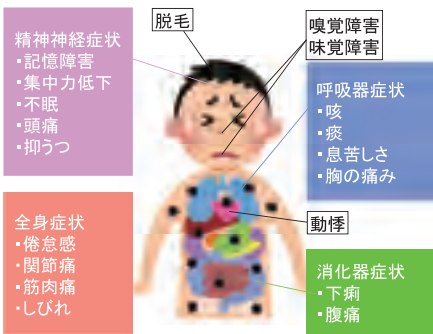 精神神経症状
▪記憶障害
▪集中力低下
▪不眠
▪頭痛
▪抑うつ
脱毛
嗅覚障害
味覚障害
呼吸器症状
▪咳
▪痰
▪息苦しさ
▪胸の痛み
全身症状
▪倦怠感
▪関節痛
▪筋肉痛
▪しびれ
動悸
消化器症状
▪下痢
▪腹痛